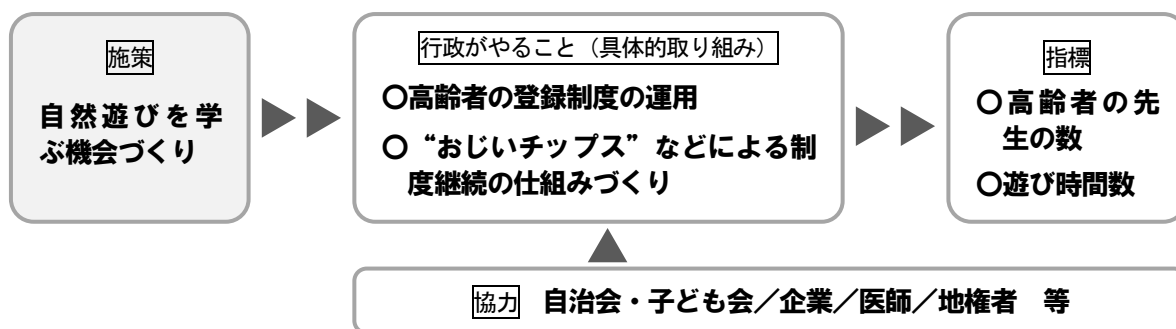 施策
自然遊びを学
ぶ機会づくり
行政がやること（具体的取り組み）
〇高齢者の登録制度の運用
〇“おじいチップス”などによる制
度継続の仕組みづくり
指標
〇高齢者の先
生の数
〇遊び時間数
協力 自治会・子ども会／企業／医師／地権者　等